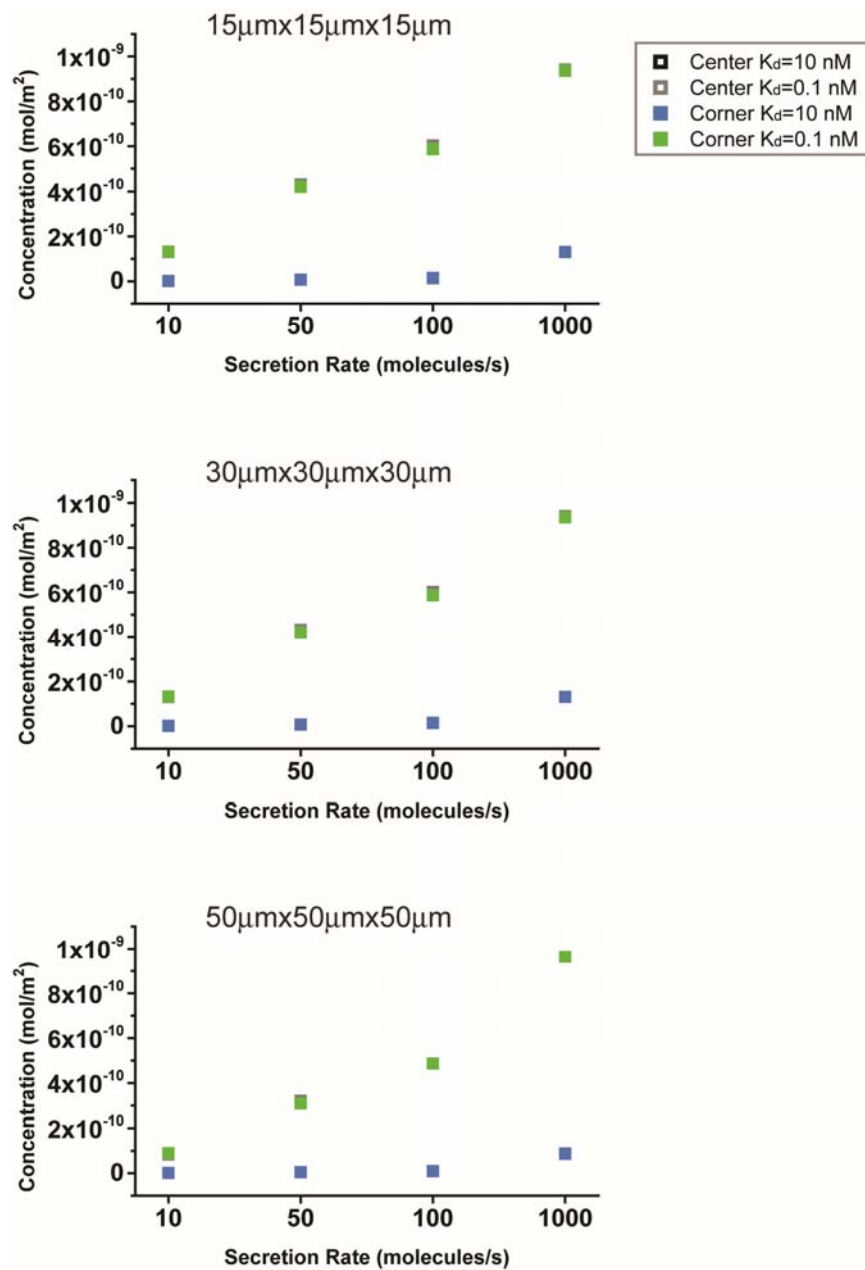 15μmx15μmx15μm
Center Kd=10 nM
Center Kd=0.1 nM
Corner Kd=10 nM
Corner Kd=0.1 nM
Concentration (mol/m²)
1x10⁻⁹
8x10⁻¹⁰
6x10⁻¹⁰
4x10⁻¹⁰
2x10⁻¹⁰
0
10 50 100 1000
Secretion Rate (molecules/s)
30μmx30μmx30μm
Concentration (mol/m²)
1x10⁻⁹
8x10⁻¹⁰
6x10⁻¹⁰
4x10⁻¹⁰
2x10⁻¹⁰
0
10 50 100 1000
Secretion Rate (molecules/s)
50μmx50μmx50μm
Concentration (mol/m²)
1x10⁻⁹
8x10⁻¹⁰
6x10⁻¹⁰
4x10⁻¹⁰
2x10⁻¹⁰
0
10 50 100 1000
Secretion Rate (molecules/s)